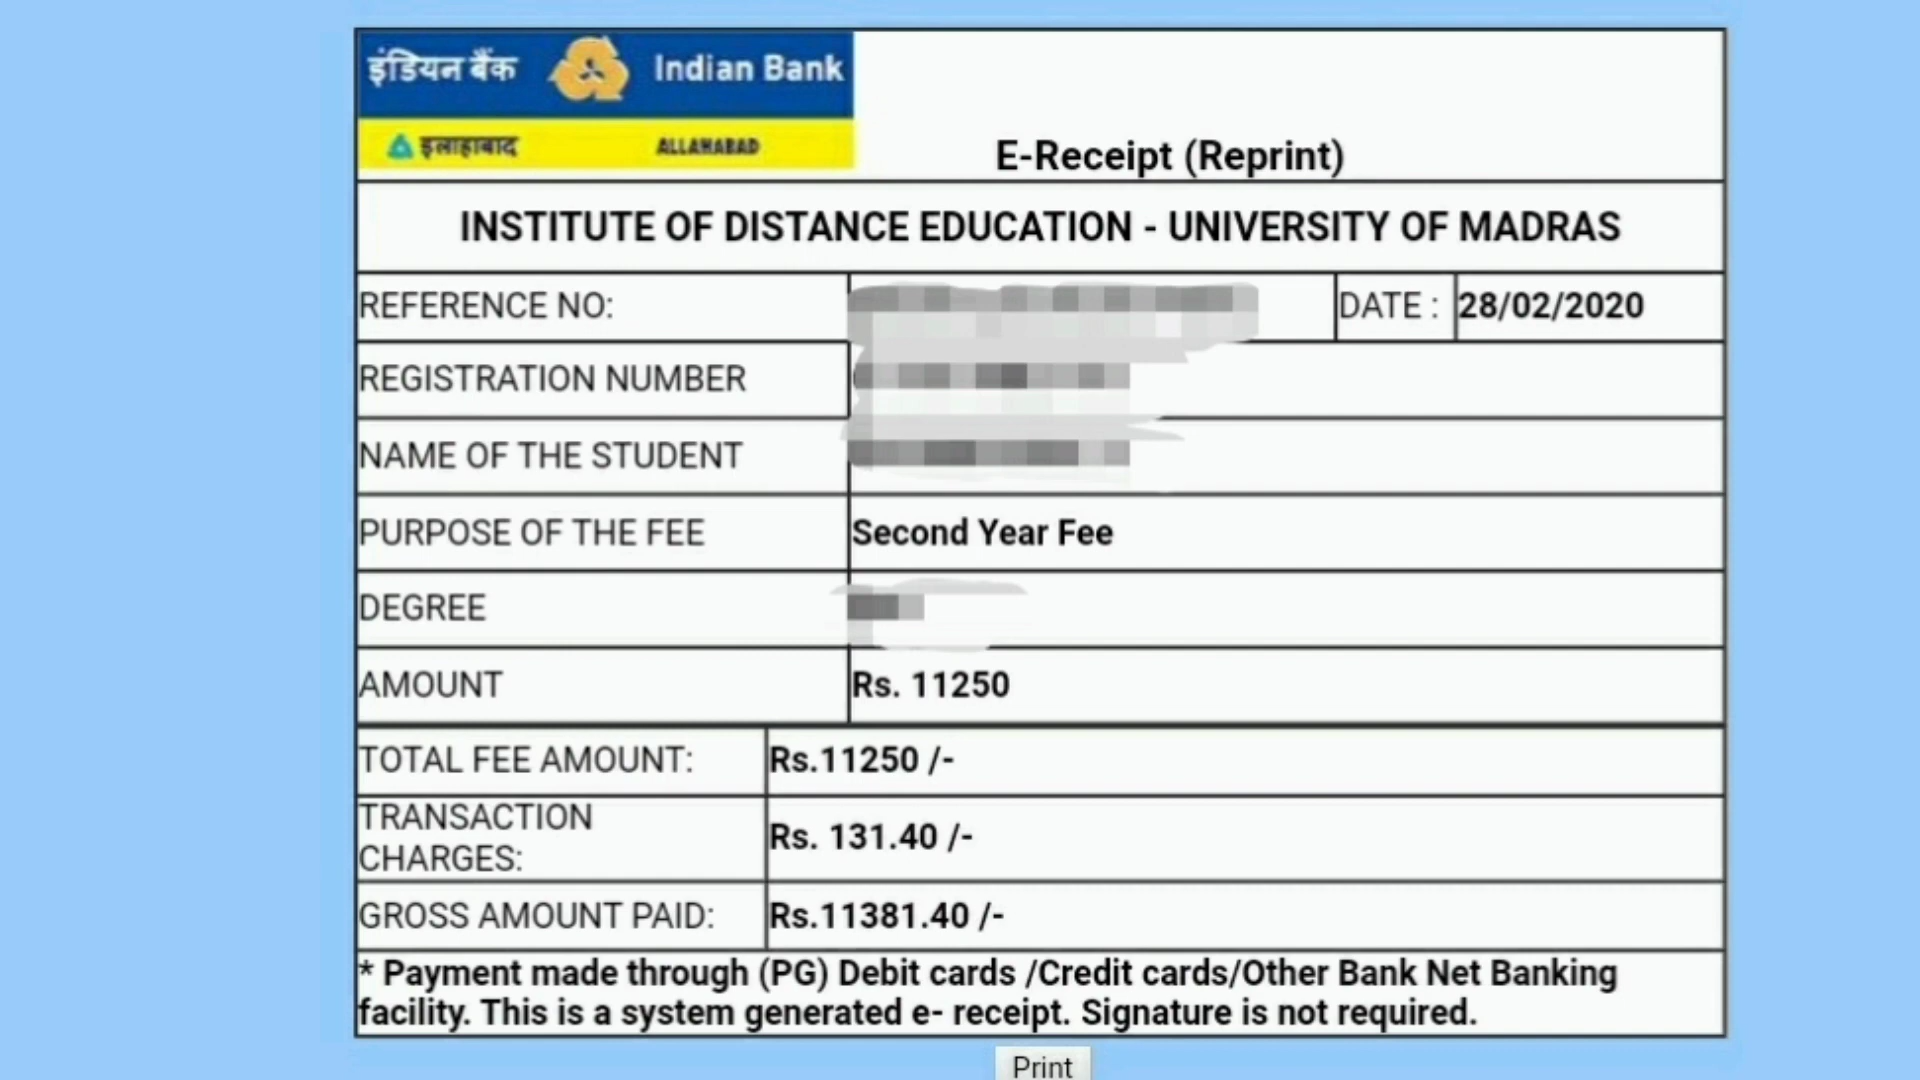 इंडियन बैंक Indian Bank
इलाहाबाद ALLAHABAD
E-Receipt (Reprint)
INSTITUTE OF DISTANCE EDUCATION - UNIVERSITY OF MADRAS
REFERENCE NO: DATE : 28/02/2020
REGISTRATION NUMBER
NAME OF THE STUDENT
PURPOSE OF THE FEE Second Year Fee
DEGREE
AMOUNT Rs. 11250
TOTAL FEE AMOUNT: Rs.11250 /-
TRANSACTION
CHARGES: Rs. 131.40 /-
GROSS AMOUNT PAID: Rs.11381.40 /-
* Payment made through (PG) Debit cards /Credit cards/Other Bank Net Banking
facility. This is a system generated e- receipt. Signature is not required.
Print